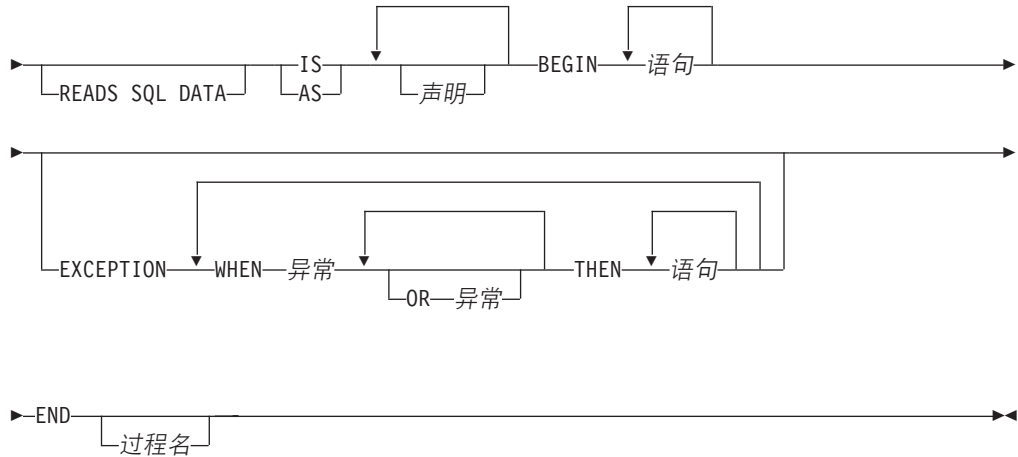 IS BEGIN 语句
READS SQL DATA AS 声明
EXCEPTION WHEN 异常 THEN 语句
OR 异常
END
过程名